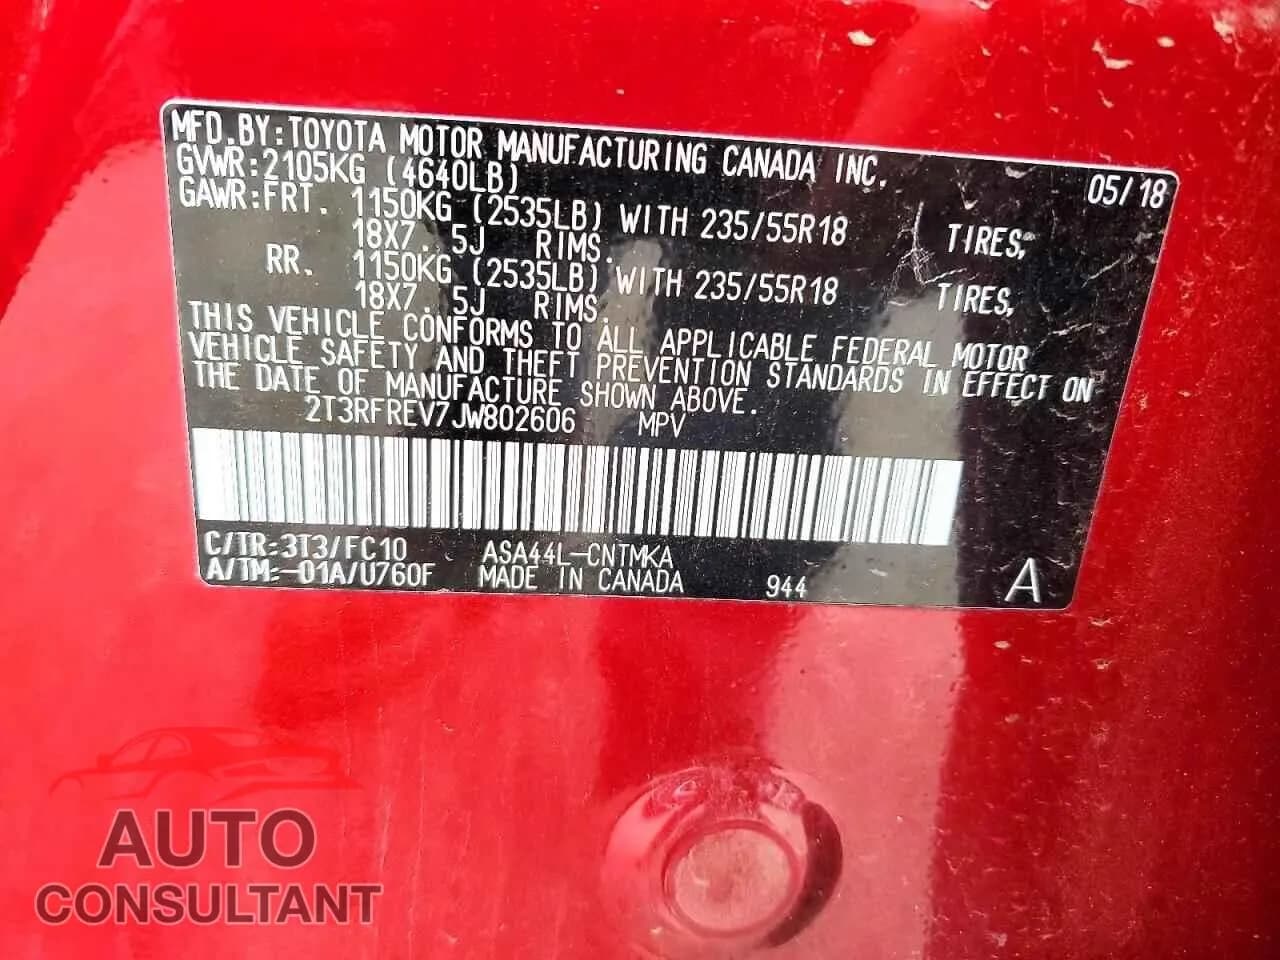 MFD.BY:TOYOTA MOTOR MANUFACTURING CANADA INC.
05/18
GVWR:2105KG (4640LB)
GAWR:FRT. 1150KG (2535LB) WITH 235/55R18 TIRES,
18X7. 5J RIMS.
RR. 1150KG (2535LB) WITH 235/55R18 TIRES,
18X7. 5J RIMS.
THIS VEHICLE CONFORMS TO ALL APPLICABLE FEDERAL MOTOR
VEHICLE SAFETY AND THEFT PREVENTION STANDARDS IN EFFECT ON
THE DATE OF MANUFACTURE SHOWN ABOVE.
2T3RFREV7JW802606 MPV
C/TR:3T3/FC10 ASA44L-CNTMKA
A/TM:-01A/U760F MADE IN CANADA 944 A
AUTO
CONSULTANT